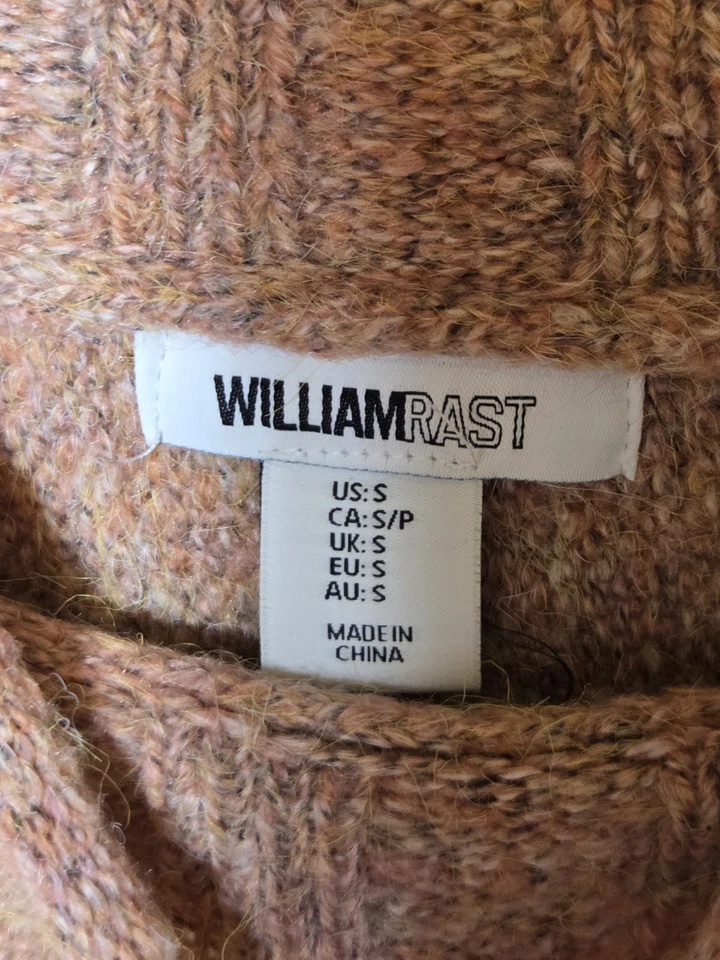 WILLIAMRAST
US: S
CA: S/P
UK: S
EU: S
AU: S
MADE IN
CHINA